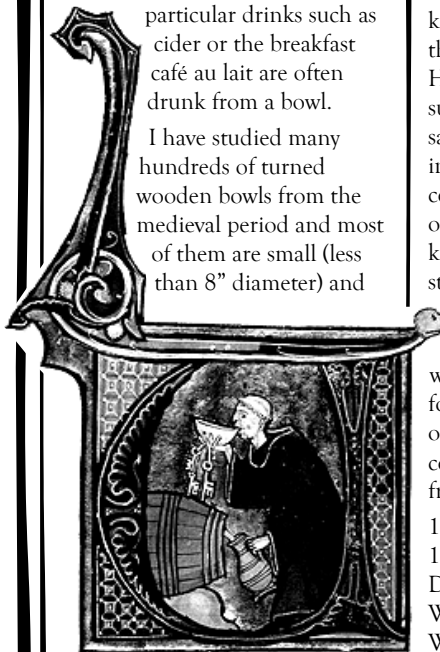 particular drinks such as
cider or the breakfast
café au lait are often
drunk from a bowl.
I have studied many
hundreds of turned
wooden bowls from the
medieval period and most
of them are small (less
than 8” diameter) and